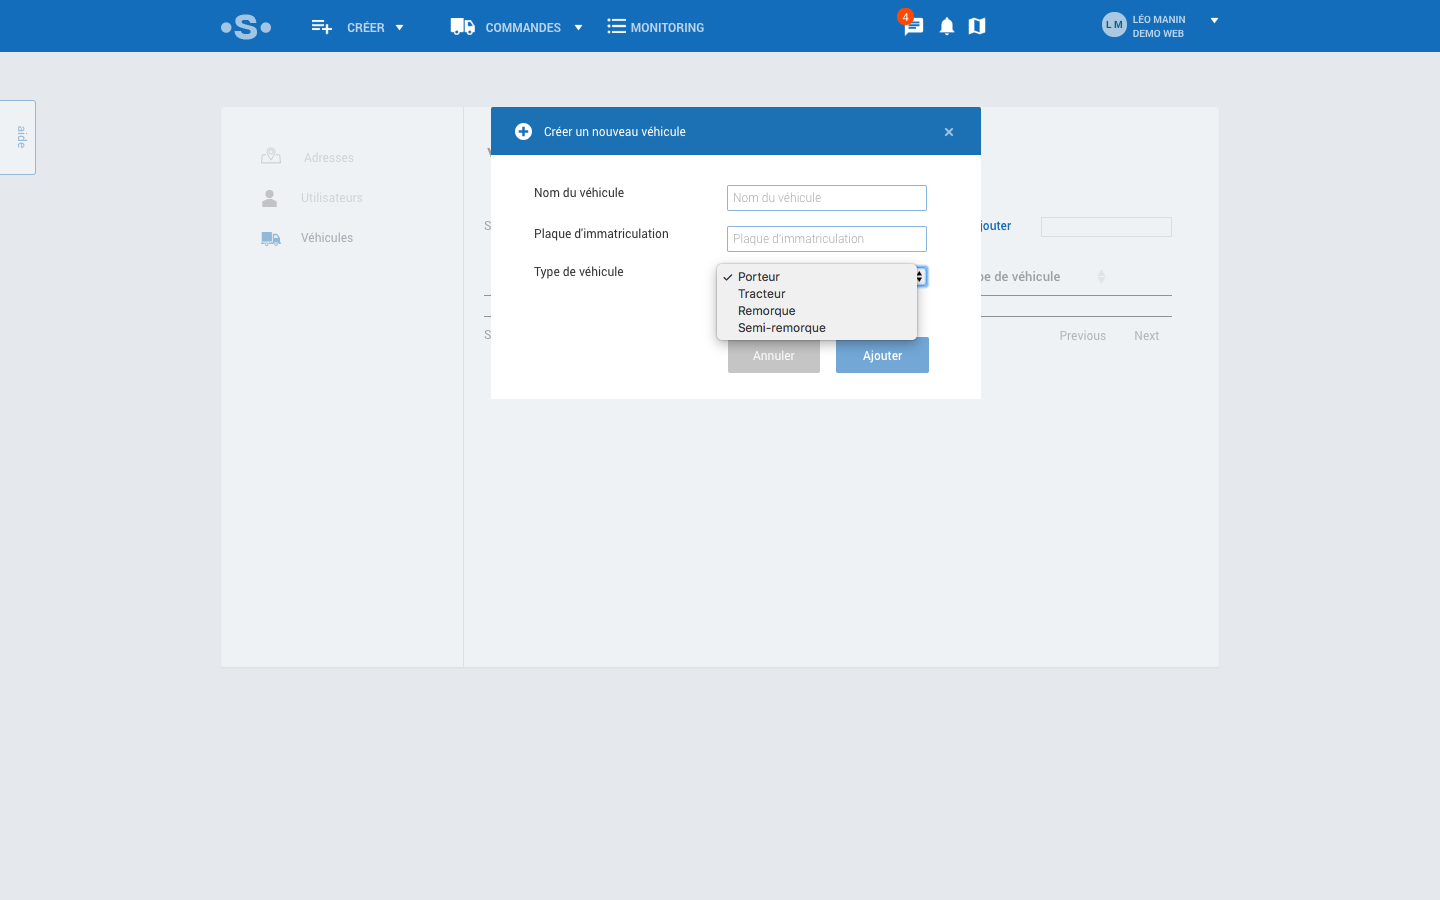 S
CRÉER
COMMANDES
MONITORING
4
L M
LÉO MANIN
DEMO WEB
aide
Adresses
Utilisateurs
Véhicules
Créer un nouveau véhicule
Nom du véhicule
Nom du véhicule
Plaque d'immatriculation
Plaque d'immatriculation
Type de véhicule
Porteur
Tracteur
Remorque
Semi-remorque
Annuler
Ajouter
S
jouter
pe de véhicule
S
Previous
Next